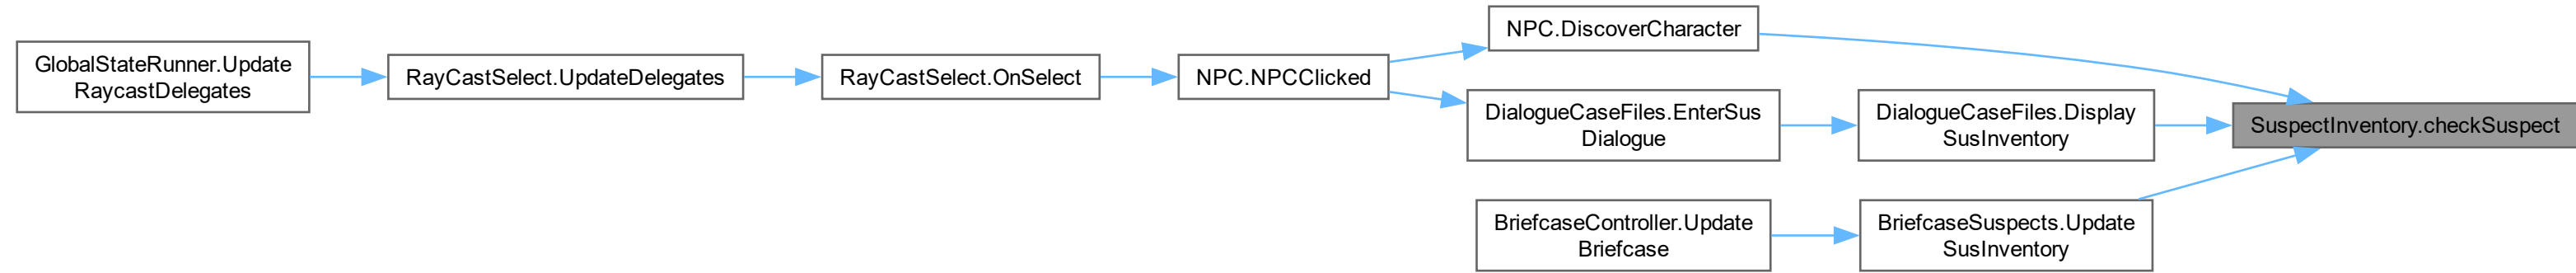 GlobalStateRunner.Update
RaycastDelegates
RayCastSelect.UpdateDelegates
RayCastSelect.OnSelect
NPC.NPCClicked
NPC.DiscoverCharacter
DialogueCaseFiles.EnterSus
Dialogue
DialogueCaseFiles.Display
SusInventory
BriefcaseController.Update
Briefcase
BriefcaseSuspects.Update
SusInventory
SuspectInventory.checkSuspect